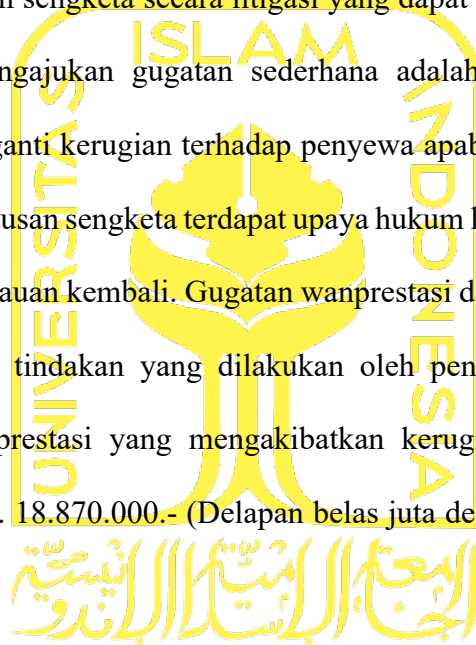 sengketa secara litigasi yang dapat
ISLAM
ngajukan gugatan sederhana adalah
ganti kerugian terhadap penyewa apab
tusan sengketa terdapat upaya hukum
auan kembali. Gugatan wanprestasi d
tindakan yang dilakukan oleh pen
prestasi yang mengakibatkan kerug
. 18.870.000.- (Delapan belas juta de
UNIVERSITAS
INDONESIA